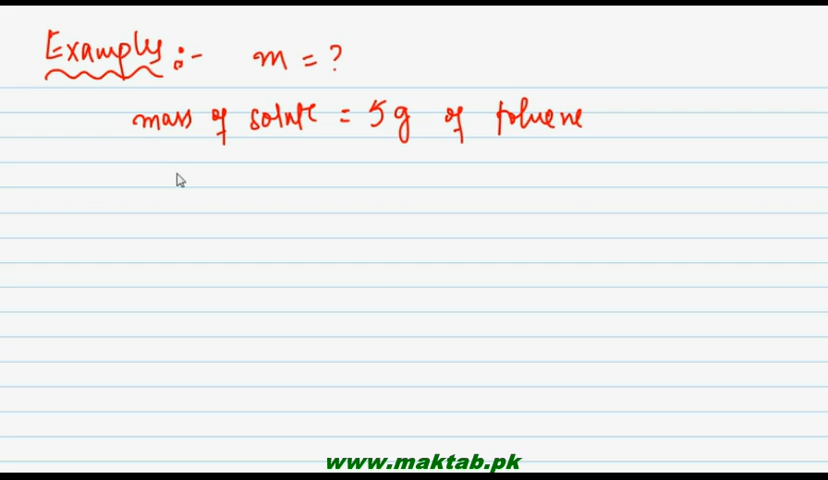 Example :- m = ?
mass of solute = 5g of toluene
www.maktab.pk